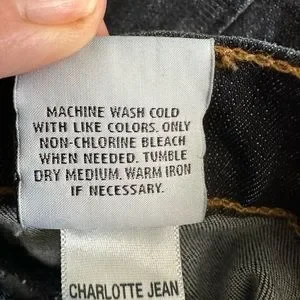 MACHINE WASH COLD
WITH LIKE COLORS. ONLY
NON-CHLORINE BLEACH
WHEN NEEDED. TUMBLE
DRY MEDIUM. WARM IRON
IF NECESSARY.
CHARLOTTE JEAN